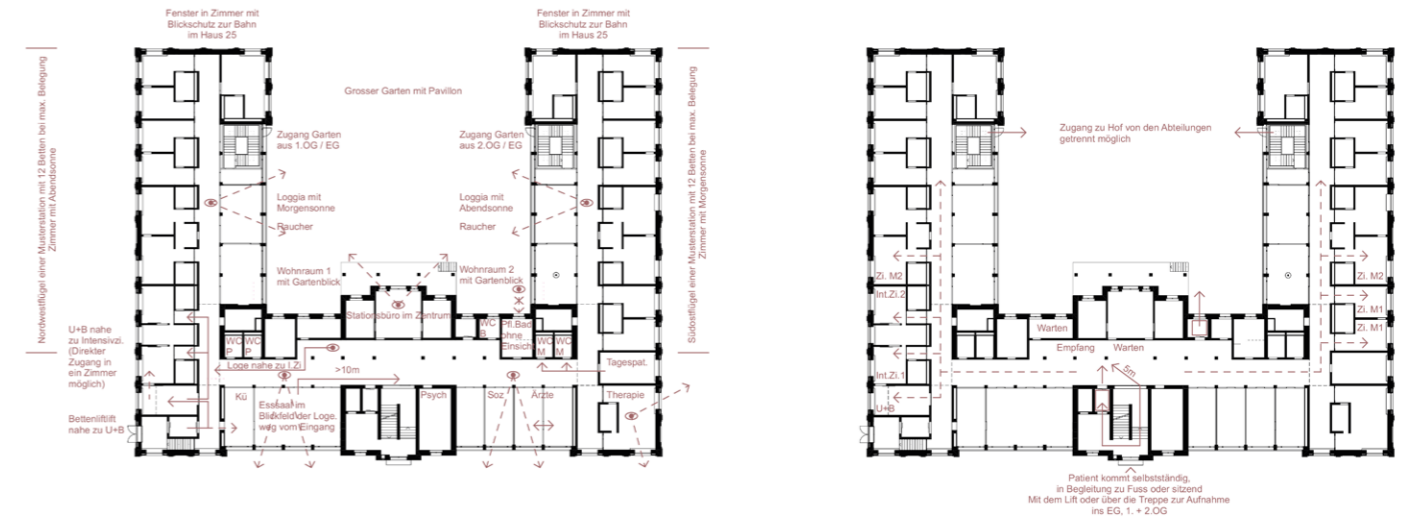 Fenster in Zimmer mit
Blickschutz zur Bahn
im Haus 25
Fenster in Zimmer mit
Blickschutz zur Bahn
im Haus 25
Nordwestflügel einer Musterstation mit 12 Betten bei max. Belegung
Zimmer mit Abendsonne
Grosser Garten mit Pavillon
Südostflügel einer Musterstation mit 12 Betten bei max. Belegung
Zimmer mit Morgensonne
Zugang Garten
aus 1.OG / EG
Zugang Garten
aus 2.OG / EG
Loggia mit
Morgensonne
Raucher
Loggia mit
Abendsonne
Raucher
Wohnraum 1
mit Gartenblick
Wohnraum 2
mit Gartenblick
Stationsbüro im Zentrum
U+B nahe
zu Intensivzi.
(Direkter
Zugang in
ein Zimmer
möglich)
WC
P
WC
P
WC
B
Pfl.Bad
ohne
Einsich
WC
M
WC
M
Loge nahe zu I.Zi
>10m
Tagespat.
Kü
Esssaal im
Blickfeld der Loge.
weg vom Eingang
Psych
Soz
Ärzte
Therapie
Bettenliftlift
nahe zu U+B
Zugang zu Hof von den Abteilungen
getrennt möglich
Zi. M2
Int.Zi.2
Int.Zi.1
U+B
Zi. M2
Zi. M1
Zi. M1
Warten
Empfang
Warten
5m
Patient kommt selbstständig,
in Begleitung zu Fuss oder sitzend
Mit dem Lift oder über die Treppe zur Aufnahme
ins EG, 1. + 2.OG